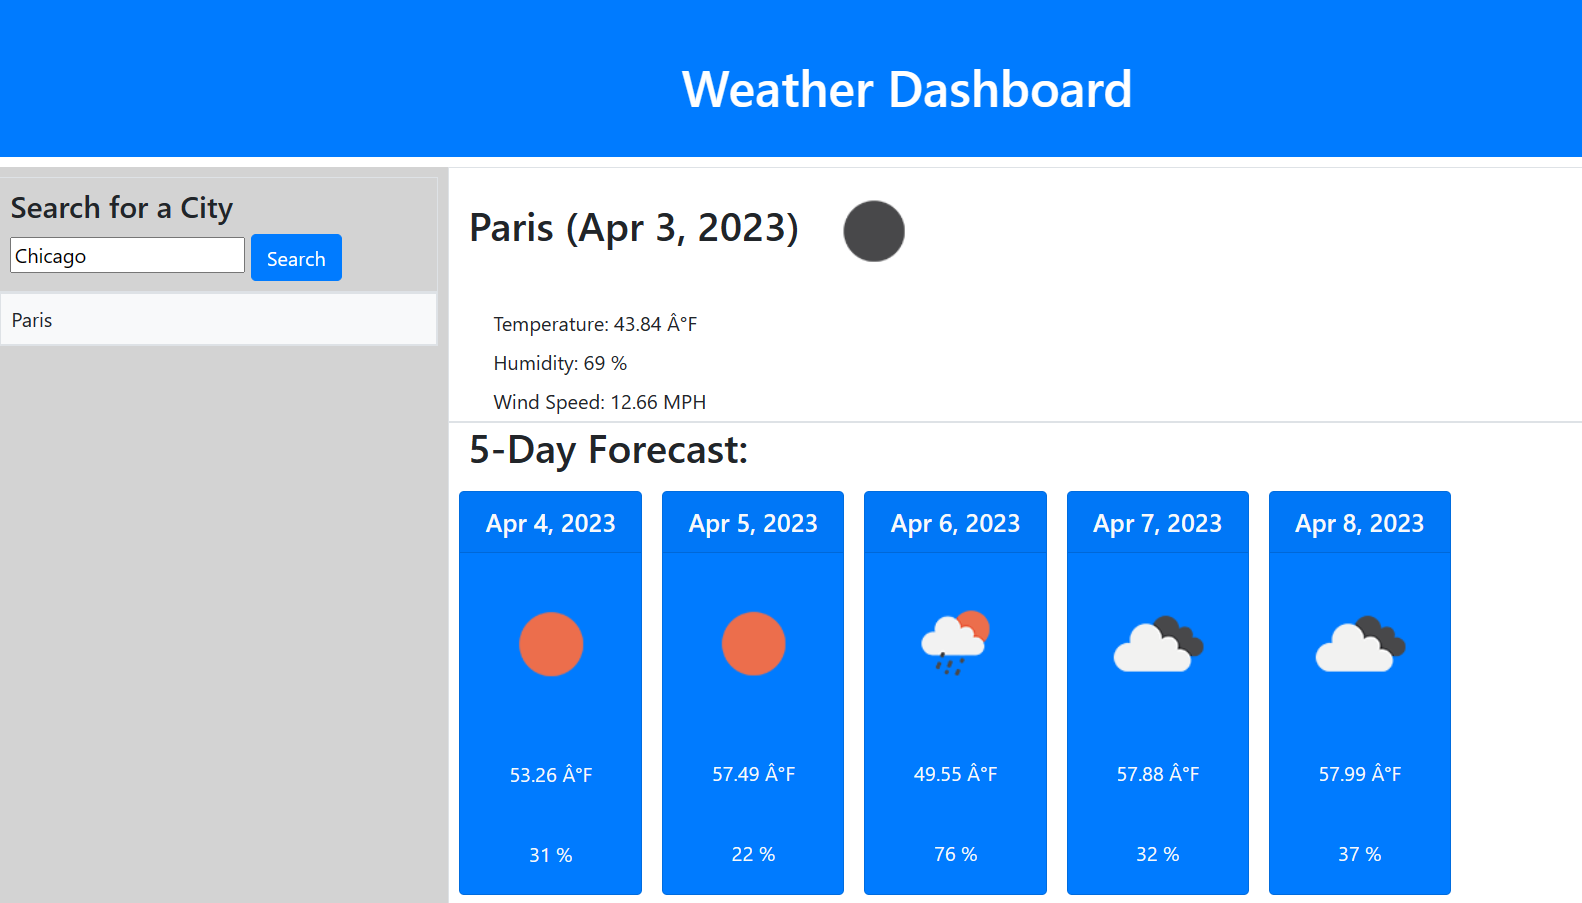 Weather Dashboard
Search for a City
Chicago
Search
Paris
Paris (Apr 3, 2023)
Temperature: 43.84 Â°F
Humidity: 69 %
Wind Speed: 12.66 MPH
5-Day Forecast:
Apr 4, 2023
53.26 Â°F
31 %
Apr 5, 2023
57.49 Â°F
22 %
Apr 6, 2023
49.55 Â°F
76 %
Apr 7, 2023
57.88 Â°F
32 %
Apr 8, 2023
57.99 Â°F
37 %